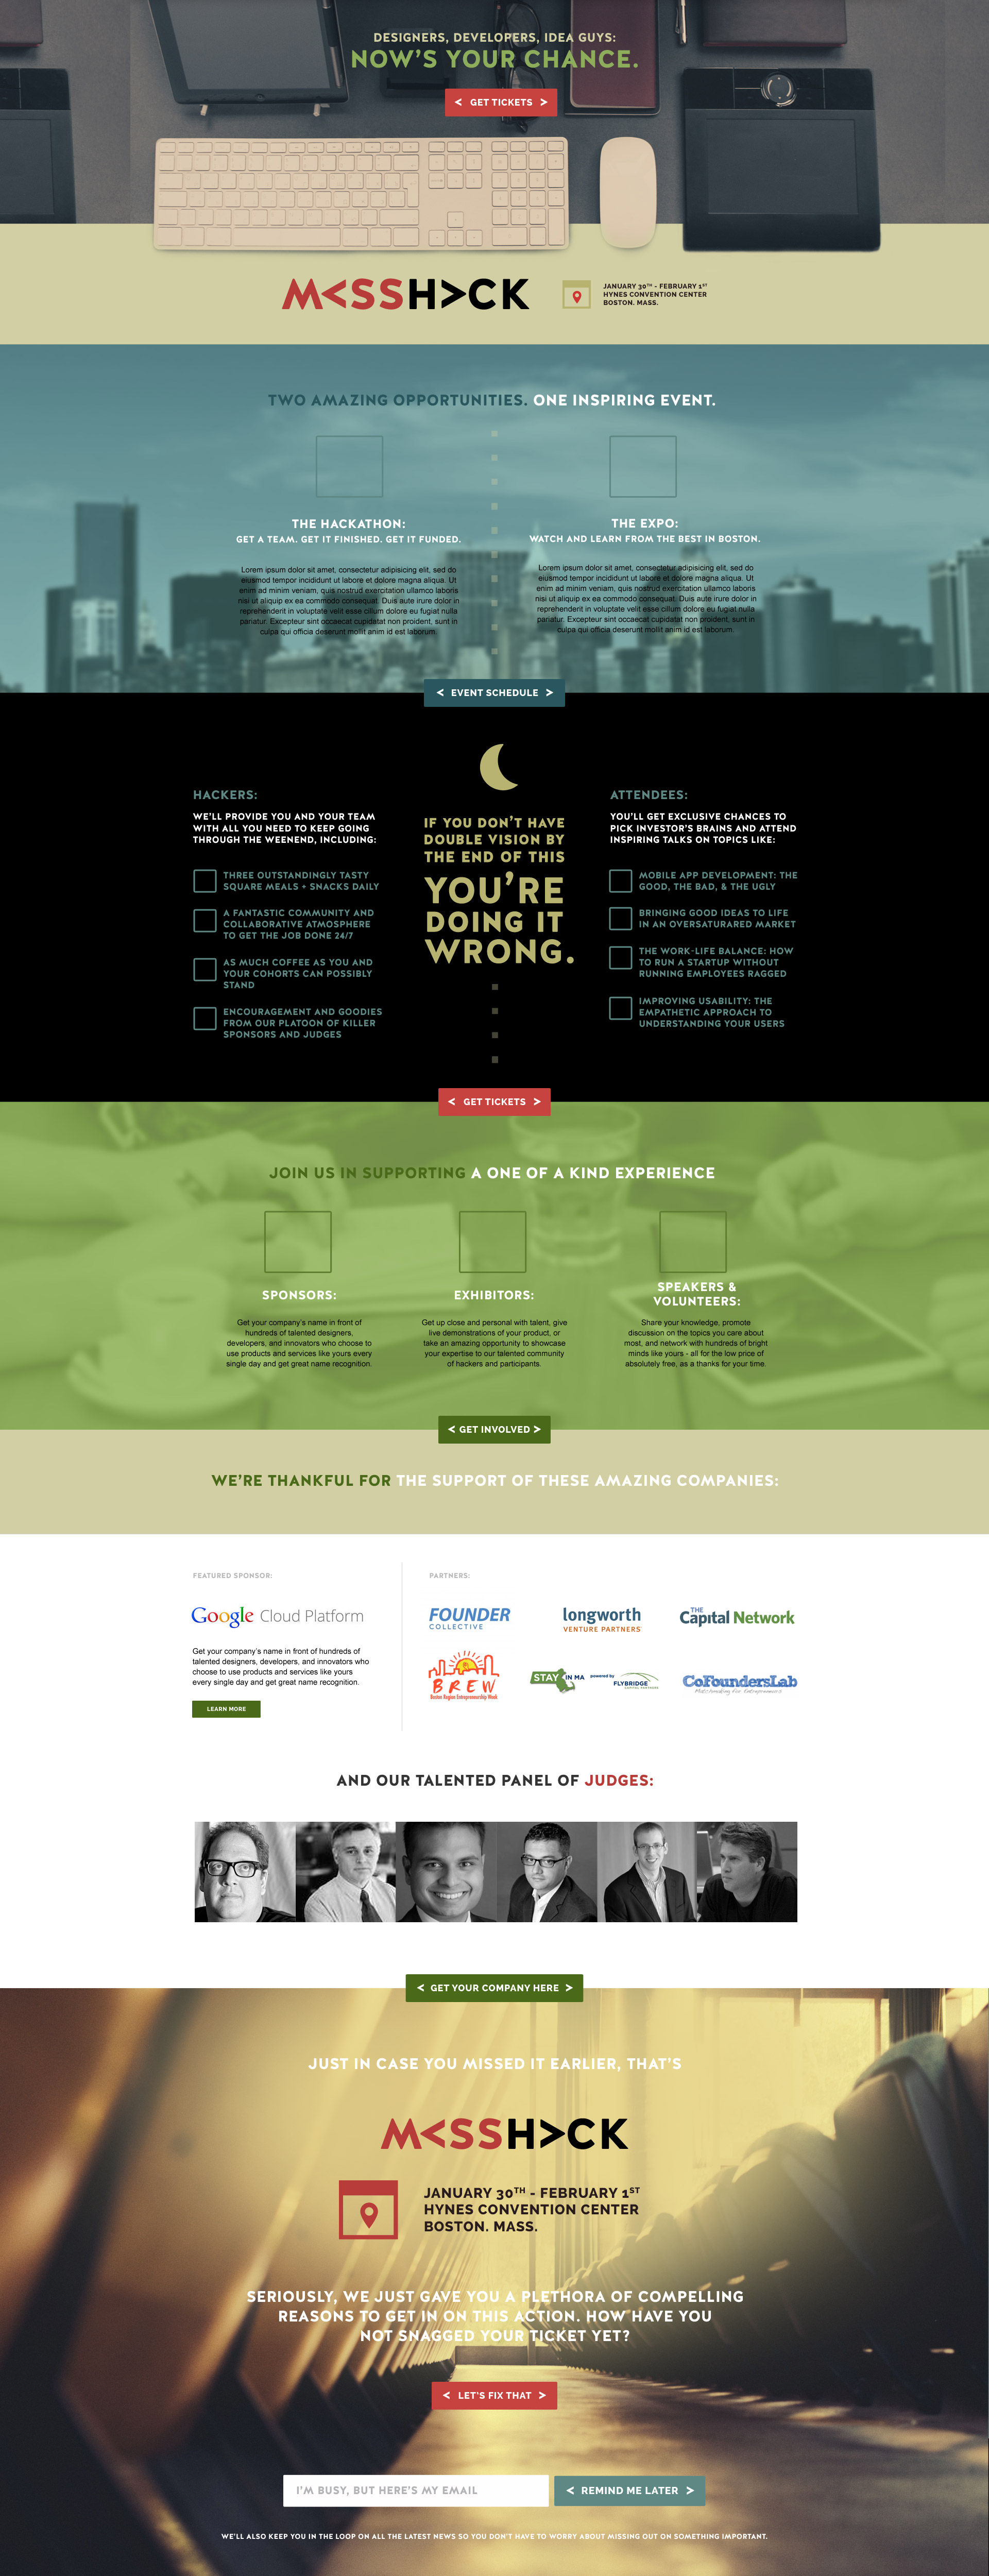 DESIGNERS, DEVELOPERS, IDEA GUYS:
NOW'S YOUR CHANCE.
< GET TICKETS >
M<SSH>CK
JANUARY 30TH - FEBRUARY 1ST
HYNES CONVENTION CENTER
BOSTON. MASS.
TWO AMAZING OPPORTUNITIES. ONE INSPIRING EVENT.
THE HACKATHON:
GET A TEAM. GET IT FINISHED. GET IT FUNDED.
Lorem ipsum dolor sit amet, consectetur adipisicing elit, sed do
eiusmod tempor incididunt ut labore et dolore magna aliqua. Ut
enim ad minim veniam, quis nostrud exercitation ullamco laboris
nisi ut aliquip ex ea commodo consequat. Duis aute irure dolor in
reprehenderit in voluptate velit esse cillum dolore eu fugiat nulla
pariatur. Excepteur sint occaecat cupidatat non proident, sunt in
culpa qui officia deserunt mollit anim id est laborum.
THE EXPO:
WATCH AND LEARN FROM THE BEST IN BOSTON.
Lorem ipsum dolor sit amet, consectetur adipisicing elit, sed do
eiusmod tempor incididunt ut labore et dolore magna aliqua. Ut
enim ad minim veniam, quis nostrud exercitation ullamco laboris
nisi ut aliquip ex ea commodo consequat. Duis aute irure dolor in
reprehenderit in voluptate velit esse cillum dolore eu fugiat nulla
pariatur. Excepteur sint occaecat cupidatat non proident, sunt in
culpa qui officia deserunt mollit anim id est laborum.
< EVENT SCHEDULE >
HACKERS:
WE'LL PROVIDE YOU AND YOUR TEAM
WITH ALL YOU NEED TO KEEP GOING
THROUGH THE WEENEND, INCLUDING:
THREE OUTSTANDINGLY TASTY
SQUARE MEALS + SNACKS DAILY
A FANTASTIC COMMUNITY AND
COLLABORATIVE ATMOSPHERE
TO GET THE JOB DONE 24/7
AS MUCH COFFEE AS YOU AND
YOUR COHORTS CAN POSSIBLY
STAND
ENCOURAGEMENT AND GOODIES
FROM OUR PLATOON OF KILLER
SPONSORS AND JUDGES
IF YOU DON'T HAVE
DOUBLE VISION BY
THE END OF THIS
YOU'RE
DOING IT
WRONG.
ATTENDEES:
YOU'LL GET EXCLUSIVE CHANCES TO
PICK INVESTOR'S BRAINS AND ATTEND
INSPIRING TALKS ON TOPICS LIKE:
MOBILE APP DEVELOPMENT: THE
GOOD, THE BAD, & THE UGLY
BRINGING GOOD IDEAS TO LIFE
IN AN OVERSATURARED MARKET
THE WORK-LIFE BALANCE: HOW
TO RUN A STARTUP WITHOUT
RUNNING EMPLOYEES RAGGED
IMPROVING USABILITY: THE
EMPATHETIC APPROACH TO
UNDERSTANDING YOUR USERS
< GET TICKETS >
JOIN US IN SUPPORTING A ONE OF A KIND EXPERIENCE
SPONSORS:
Get your company's name in front of
hundreds of talented designers,
developers, and innovators who choose to
use products and services like yours every
single day and get great name recognition.
EXHIBITORS:
Get up close and personal with talent, give
live demonstrations of your product, or
take an amazing opportunity to showcase
your expertise to our talented community
of hackers and participants.
SPEAKERS &
VOLUNTEERS:
Share your knowledge, promote
discussion on the topics you care about
most, and network with hundreds of bright
minds like yours - all for the low price of
absolutely free, as a thanks for your time.
< GET INVOLVED >
WE'RE THANKFUL FOR THE SUPPORT OF THESE AMAZING COMPANIES:
FEATURED SPONSOR:
Google Cloud Platform
Get your company's name in front of hundreds of
talented designers, developers, and innovators who
choose to use products and services like yours
every single day and get great name recognition.
LEARN MORE
PARTNERS:
FOUNDER
COLLECTIVE
longworth
VENTURE PARTNERS
THE
Capital Network
BREW
Boston Region Entrepreneurship Week
STAY IN MA powered by
FLYBRIDGE
CAPITAL PARTNERS
CoFoundersLab
Matchmaking for Entrepreneurs
AND OUR TALENTED PANEL OF JUDGES:
< GET YOUR COMPANY HERE >
JUST IN CASE YOU MISSED IT EARLIER, THAT'S
M<SSH>CK
JANUARY 30TH - FEBRUARY 1ST
HYNES CONVENTION CENTER
BOSTON. MASS.
SERIOUSLY, WE JUST GAVE YOU A PLETHORA OF COMPELLING
REASONS TO GET IN ON THIS ACTION. HOW HAVE YOU
NOT SNAGGED YOUR TICKET YET?
< LET'S FIX THAT >
I'M BUSY, BUT HERE'S MY EMAIL
< REMIND ME LATER >
WE'LL ALSO KEEP YOU IN THE LOOP ON ALL THE LATEST NEWS SO YOU DON'T HAVE TO WORRY ABOUT MISSING OUT ON SOMETHING IMPORTANT.